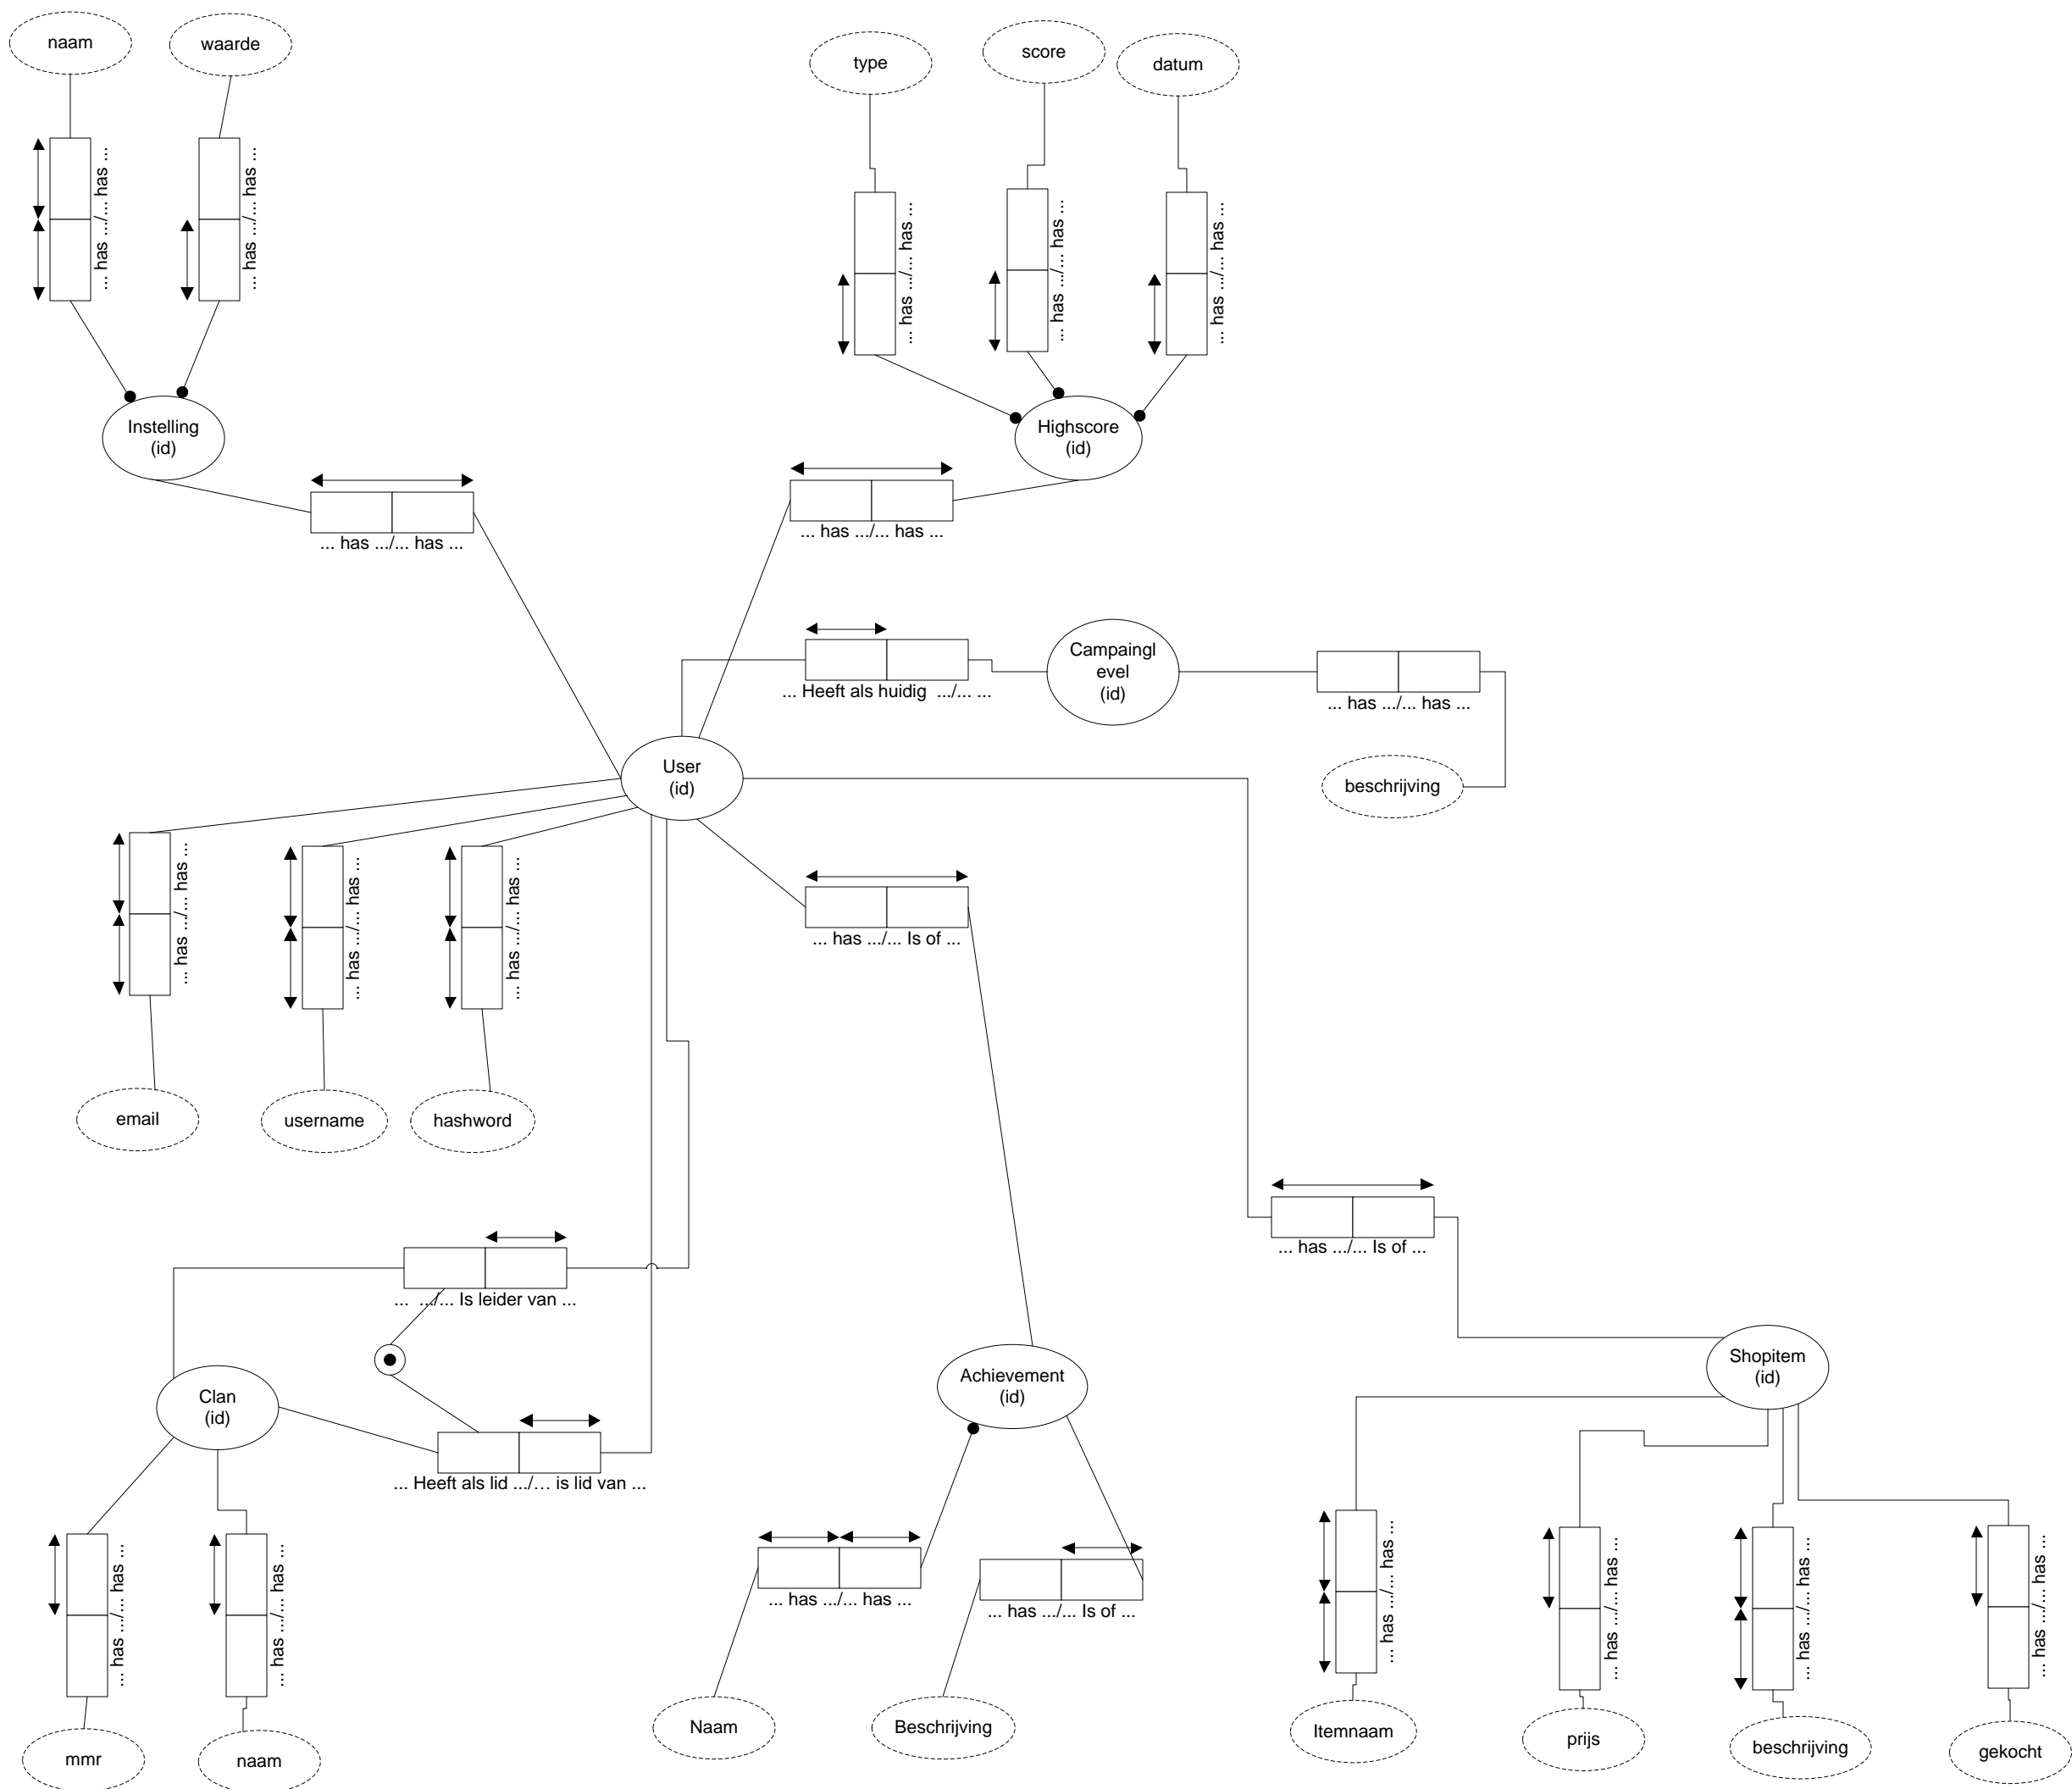 naam
waarde
type
score
datum
... has .../... has ...
... has .../... has ...
... has .../... has ...
... has .../... has ...
... has .../... has ...
Instelling
(id)
Highscore
(id)
... has .../... has ...
... has .../... has ...
Campaingl
evel
(id)
... Heeft als huidig .../... ...
... has .../... has ...
User
(id)
beschrijving
... has .../... has ...
... has .../... has ...
... has .../... has ...
... has .../... Is of ...
email
username
hashword
... has .../... Is of ...
... .../... Is leider van ...
Clan
(id)
Achievement
(id)
Shopitem
(id)
... Heeft als lid .../... is lid van ...
... has .../... has ...
... has .../... has ...
... has .../... has ...
... has .../... Is of ...
... has .../... has ...
... has .../... has ...
... has .../... has ...
... has .../... has ...
mmr
naam
Naam
Beschrijving
Itemnaam
prijs
beschrijving
gekocht